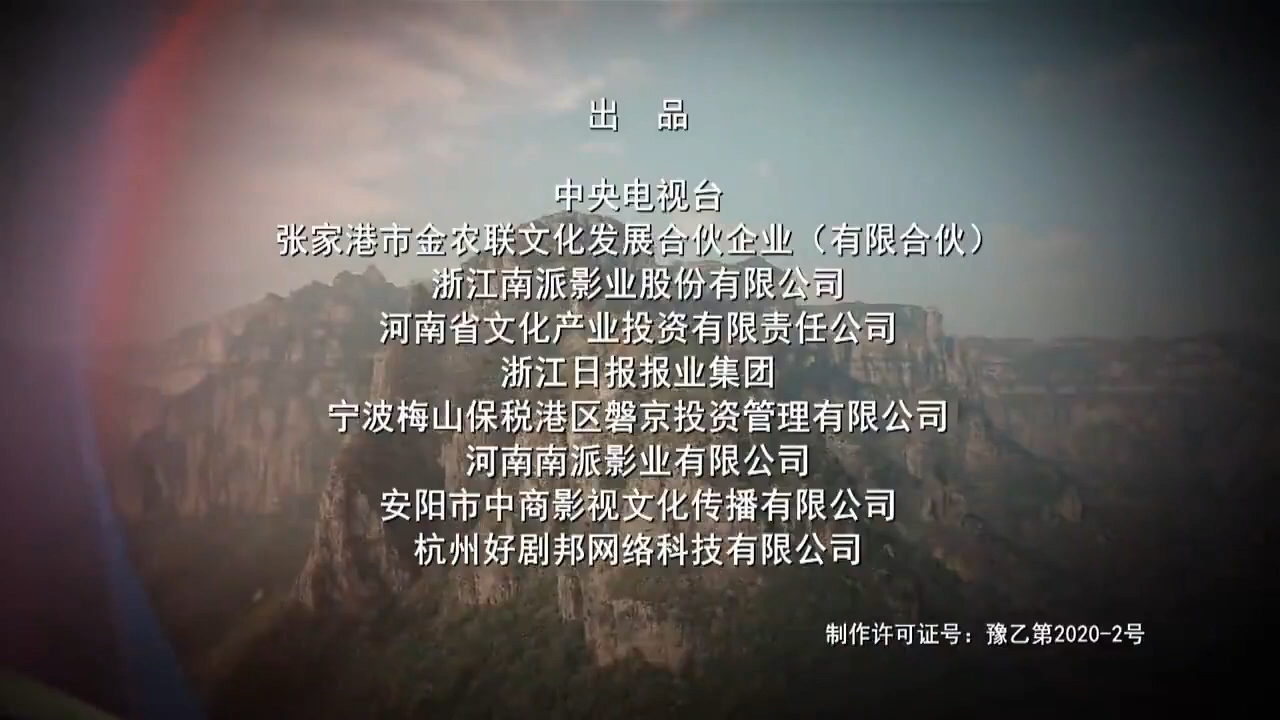 出 品
中央电视台
张家港市金农联文化发展合伙企业（有限合伙）
浙江南派影业股份有限公司
河南省文化产业投资有限责任公司
浙江日报报业集团
宁波梅山保税港区磐京投资管理有限公司
河南南派影业有限公司
安阳市中商影视文化传播有限公司
杭州好剧邦网络科技有限公司
制作许可证号：豫乙第2020-2号